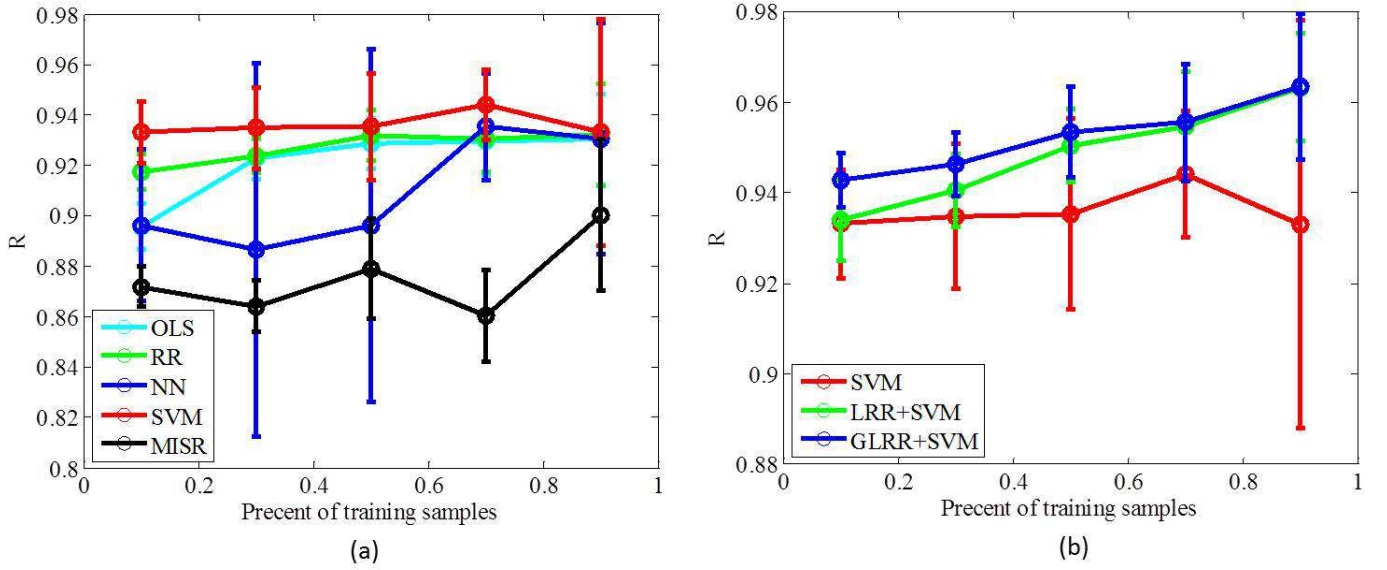 0.98
0.96
0.94
0.92
0.9
0.88
0.86
0.84
0.82
0.8
R
OLS
RR
NN
SVM
MISR
0 0.2 0.4 0.6 0.8 1
Precent of training samples
(a)
0.98
0.96
0.94
0.92
0.9
0.88
R
SVM
LRR+SVM
GLRR+SVM
0 0.2 0.4 0.6 0.8 1
Precent of training samples
(b)